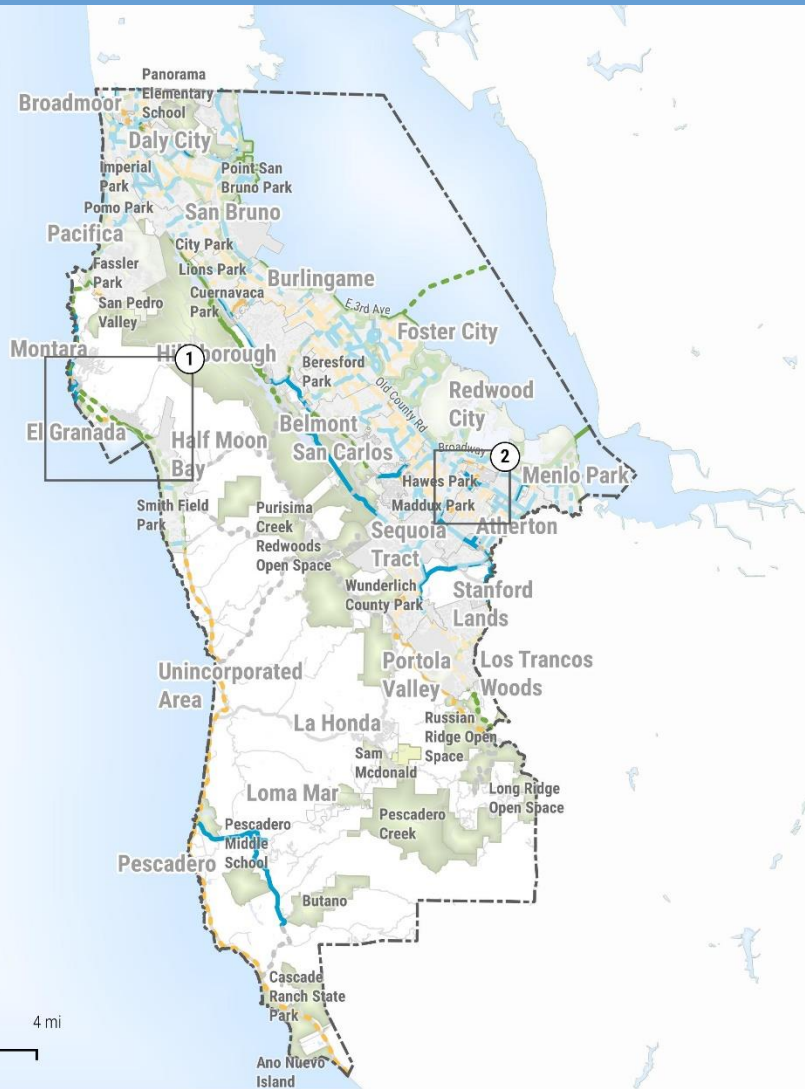 Panorama
Elementary
School
Broadmoor
Daly City
Imperial
Park
Point San
Bruno Park
Pomo Park
San Bruno
Pacifica
City Park
Fassler
Park
Lions Park
Burlingame
Cuernavaca
Park
San Pedro
Valley
E 3rd Ave
Foster City
Montara
Hillsborough
1
Beresford
Park
Old County Rd
Redwood
City
El Granada
Half Moon
Bay
Belmont
San Carlos
Broadway
2
Menlo Park
Hawes Park
Maddux Park
Smith Field
Park
Purisima
Creek
Redwoods
Open Space
Sequoia
Tract
Atherton
Wunderlich
County Park
Stanford
Lands
Unincorporated
Area
Portola
Valley
Los Trancos
Woods
La Honda
Russian
Ridge Open
Space
Sam
Mcdonald
Loma Mar
Long Ridge
Open Space
Pescadero
Creek
Pescadero
Middle
School
Pescadero
Butano
Cascade
Ranch State
Park
4 mi
Ano Nuevo
Island